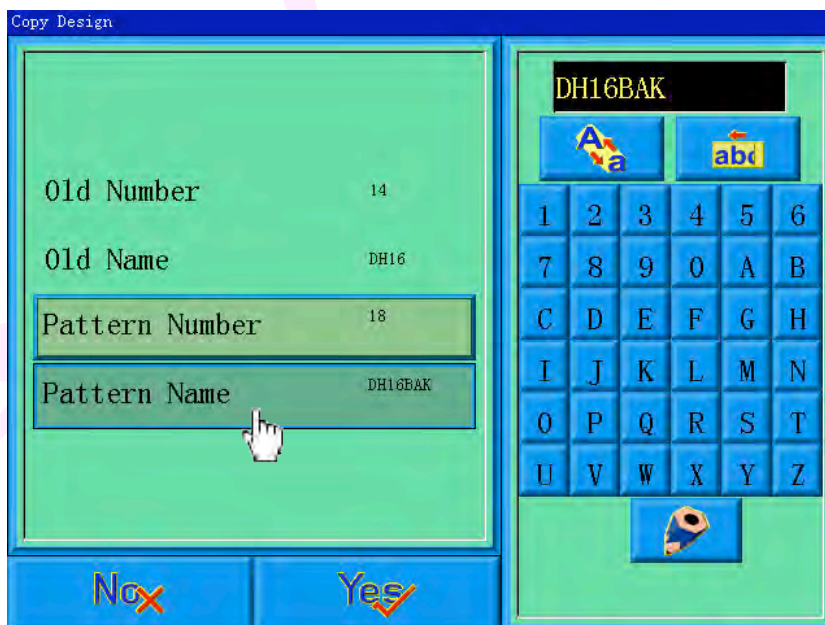 Copy Design
Old Number 14
Old Name DH16
Pattern Number 18
Pattern Name DH16BAK
No
Yes
DH16BAK
A a
abc
1 2 3 4 5 6
7 8 9 0 A B
C D E F G H
I J K L M N
O P Q R S T
U V W X Y Z